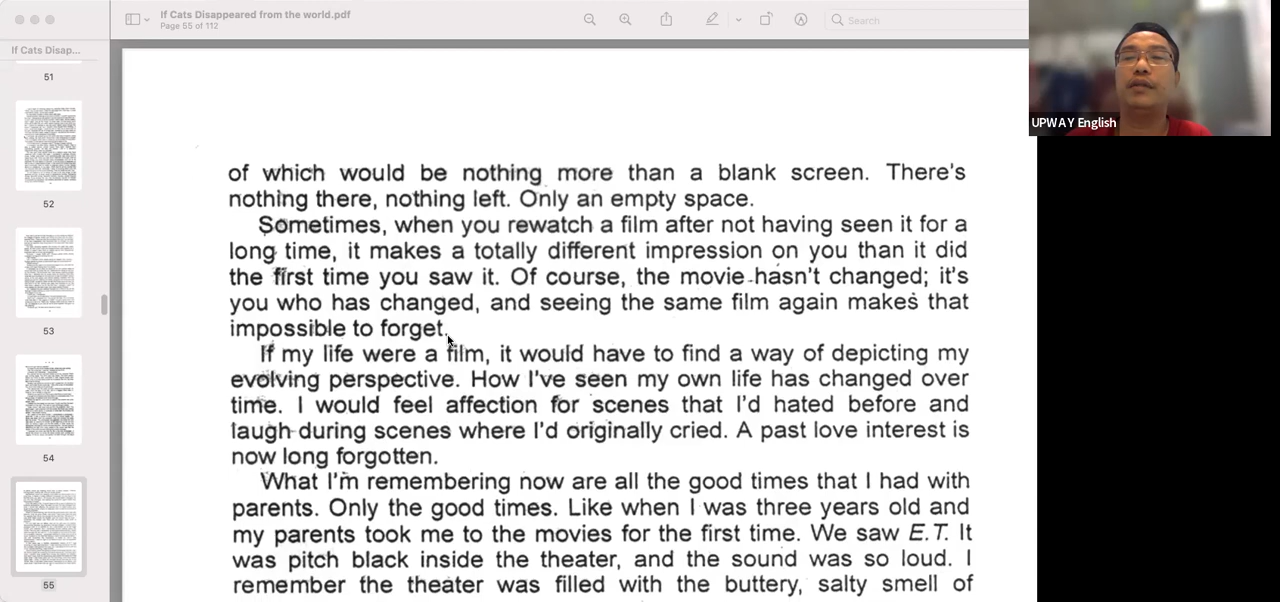 If Cats Disappeared from the world.pdf
Page 55 of 112
Search
If Cats Disap...
51
52
53
54
55
UPWAY English
of which would be nothing more than a blank screen. There's
nothing there, nothing left. Only an empty space.
Sometimes, when you rewatch a film after not having seen it for a
long time, it makes a totally different impression on you than it did
the first time you saw it. Of course, the movie hasn't changed; it's
you who has changed, and seeing the same film again makes that
impossible to forget.
If my life were a film, it would have to find a way of depicting my
evolving perspective. How I've seen my own life has changed over
time. I would feel affection for scenes that I'd hated before and
laugh during scenes where I'd originally cried. A past love interest is
now long forgotten.
What I'm remembering now are all the good times that I had with
parents. Only the good times. Like when I was three years old and
my parents took me to the movies for the first time. We saw E.T. It
was pitch black inside the theater, and the sound was so loud. I
remember the theater was filled with the buttery, salty smell of